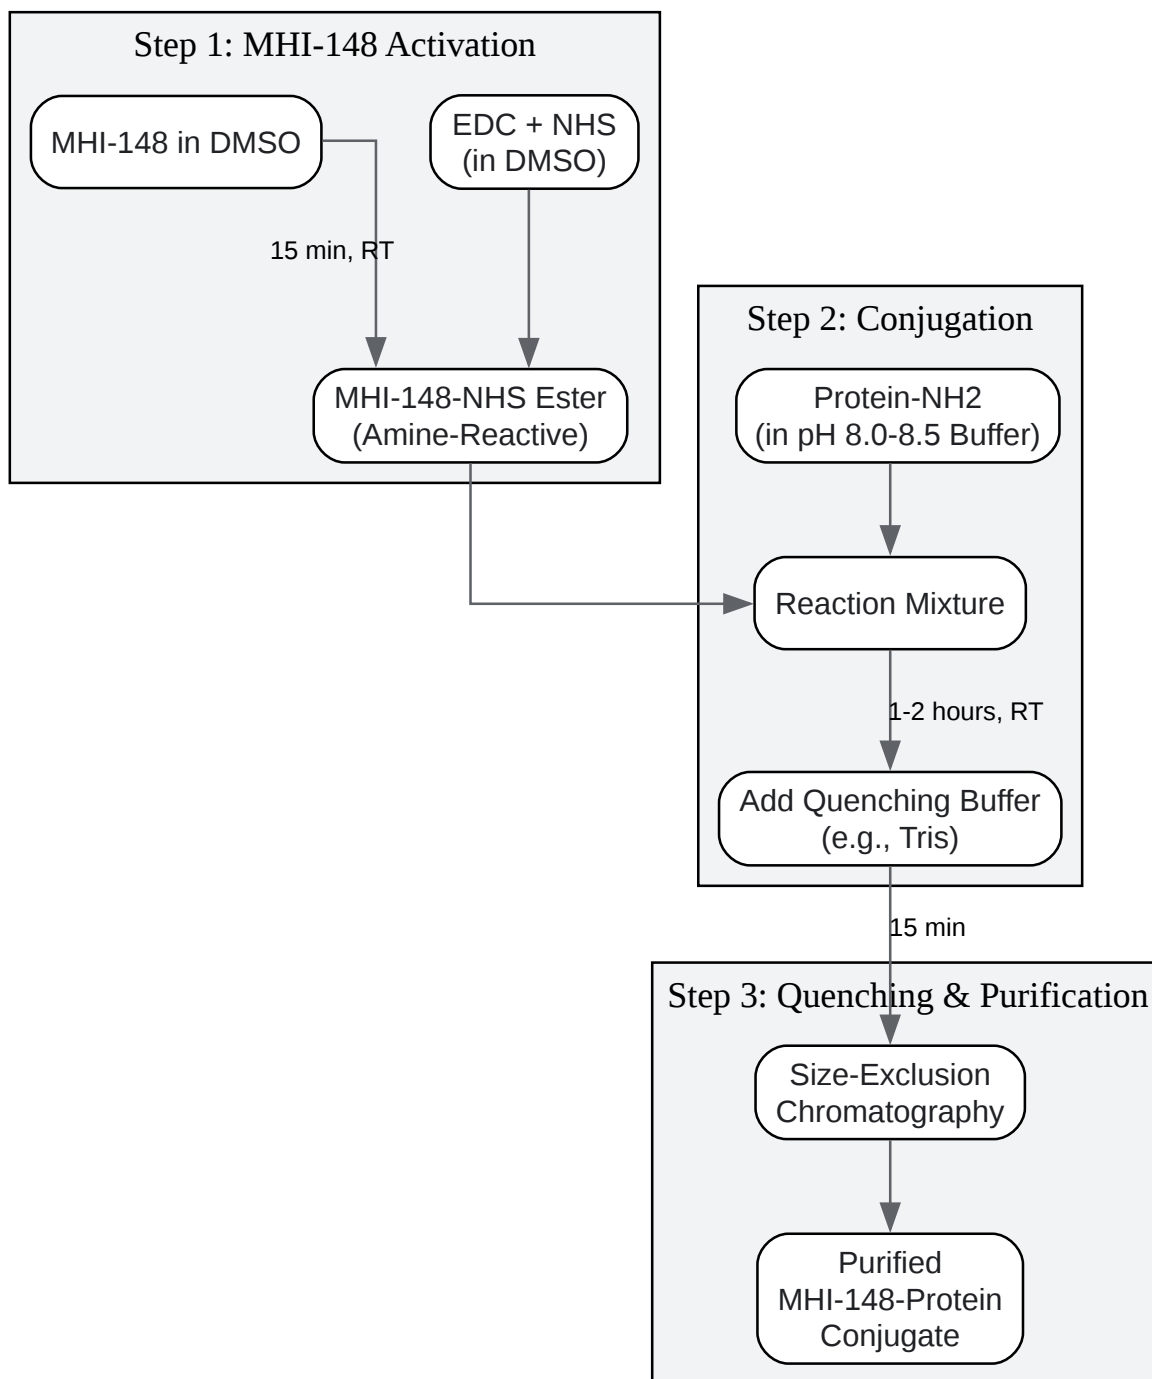 Step 1: MHI-148 Activation
MHI-148 in DMSO
EDC + NHS
(in DMSO)
15 min, RT
MHI-148-NHS Ester
(Amine-Reactive)
Step 2: Conjugation
Protein-NH2
(in pH 8.0-8.5 Buffer)
Reaction Mixture
1-2 hours, RT
Add Quenching Buffer
(e.g., Tris)
15 min
Step 3: Quenching & Purification
Size-Exclusion
Chromatography
Purified
MHI-148-Protein
Conjugate